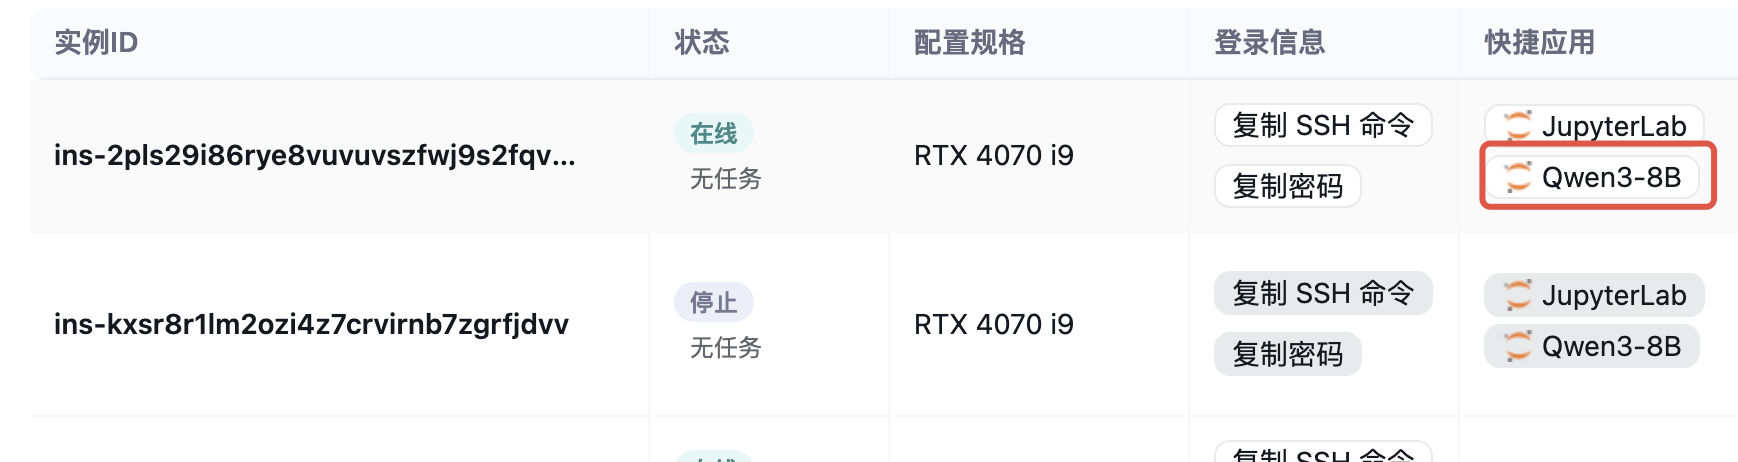 实例ID 状态 配置规格 登录信息 快捷应用
ins-2pls29i86rye8vuvuvszfwj9s2fqv... 在线 无任务 RTX 4070 i9 复制 SSH 命令 复制密码 JupyterLab Qwen3-8B
ins-kxsr8r1lm2ozi4z7crvirnb7zgrfjdvv 停止 无任务 RTX 4070 i9 复制 SSH 命令 复制密码 JupyterLab Qwen3-8B
在线 复制 SSH 命令